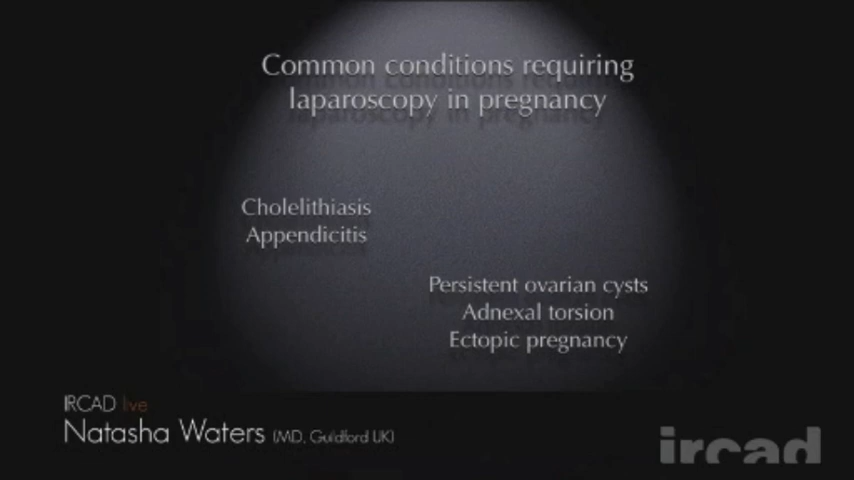 Common conditions requiring
laparoscopy in pregnancy
Cholelithiasis
Appendicitis
Persistent ovarian cysts
Adnexal torsion
Ectopic pregnancy
IRCAD live
Natasha Waters (MD, Guildford UK)
ircad